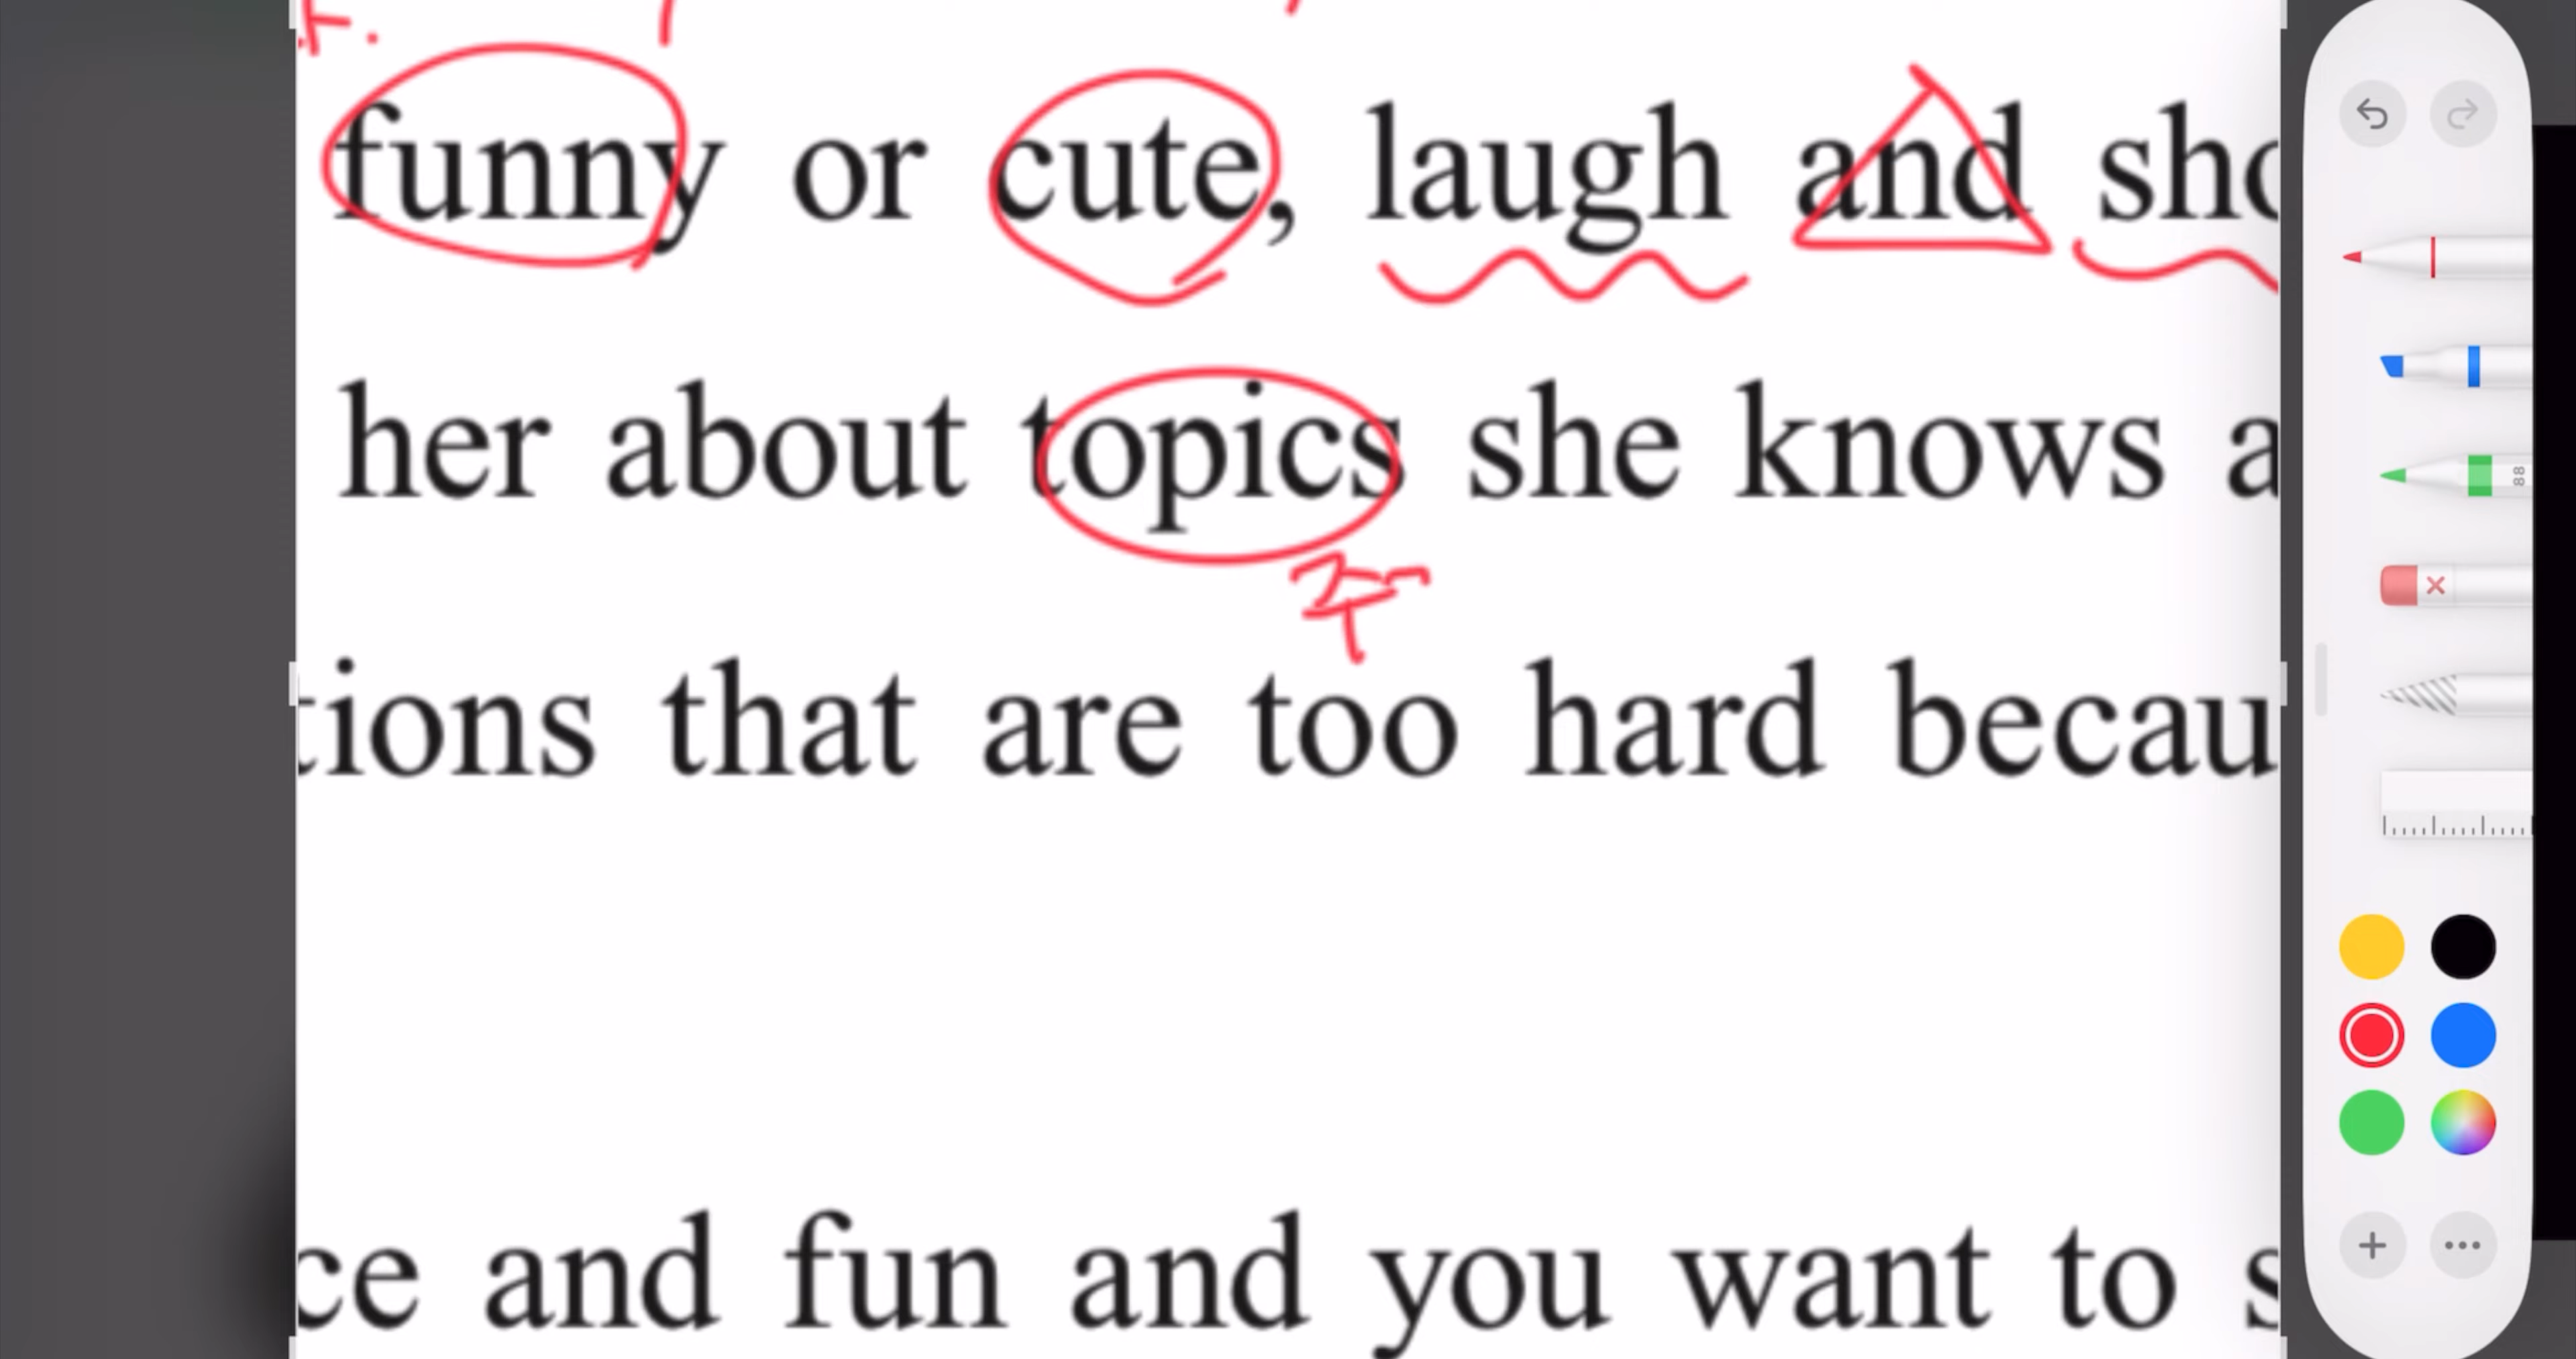 funny or cute, laugh and sho
her about topics she knows a
tions that are too hard becau
ce and fun and you want to s